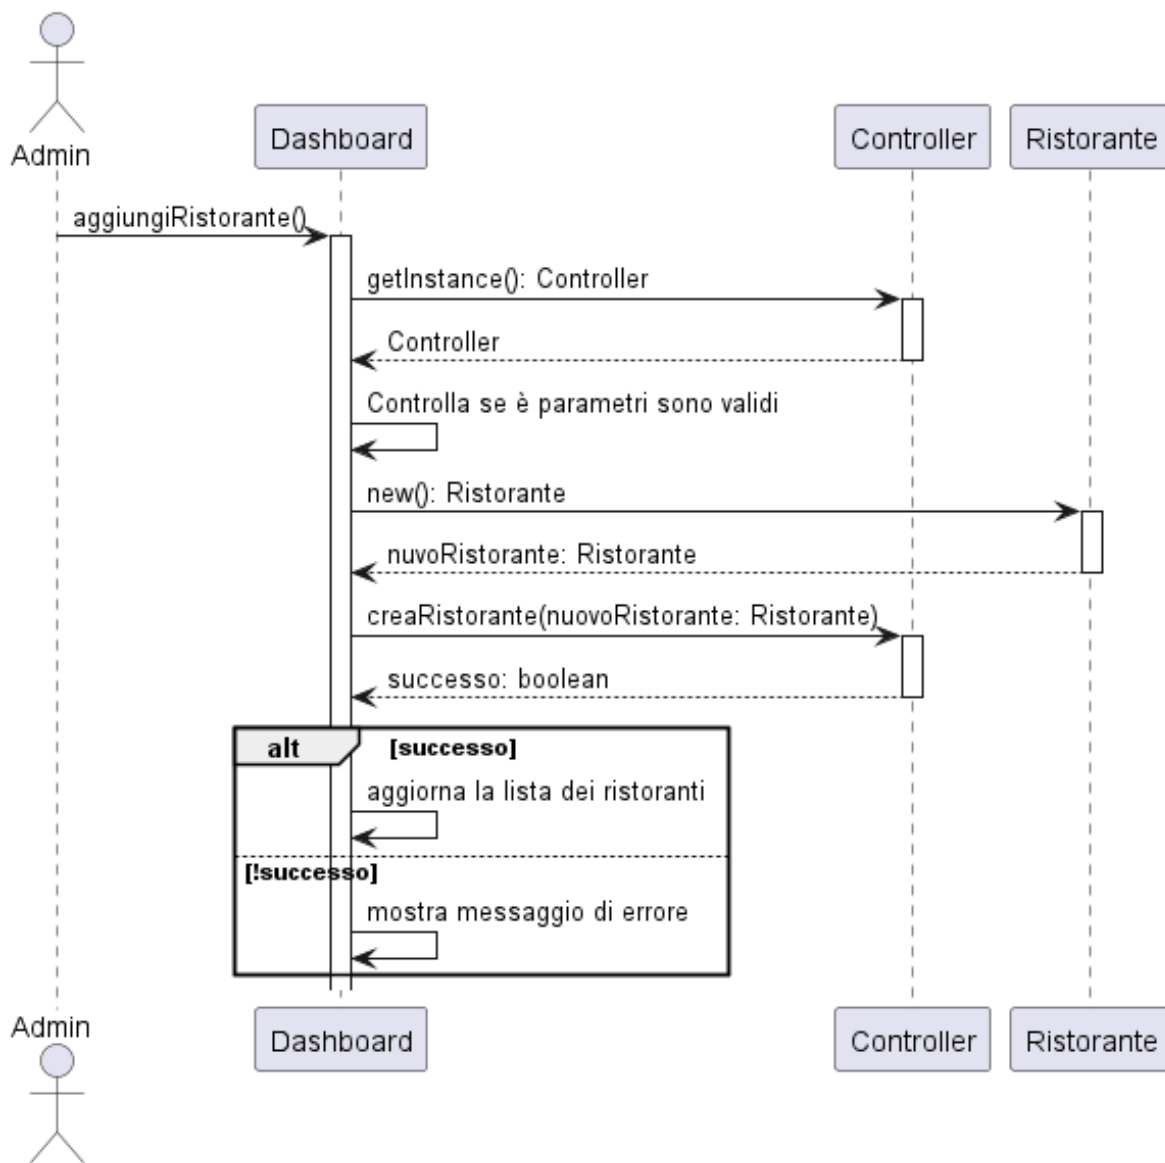 Admin
Dashboard
Controller
Ristorante
aggiungiRistorante()
getInstance(): Controller
Controller
Controlla se è parametri sono validi
new(): Ristorante
nuvoRistorante: Ristorante
creaRistorante(nuovoRistorante: Ristorante)
successo: boolean
alt [successo]
aggiorna la lista dei ristoranti
[!successo]
mostra messaggio di errore
Admin
Dashboard
Controller
Ristorante